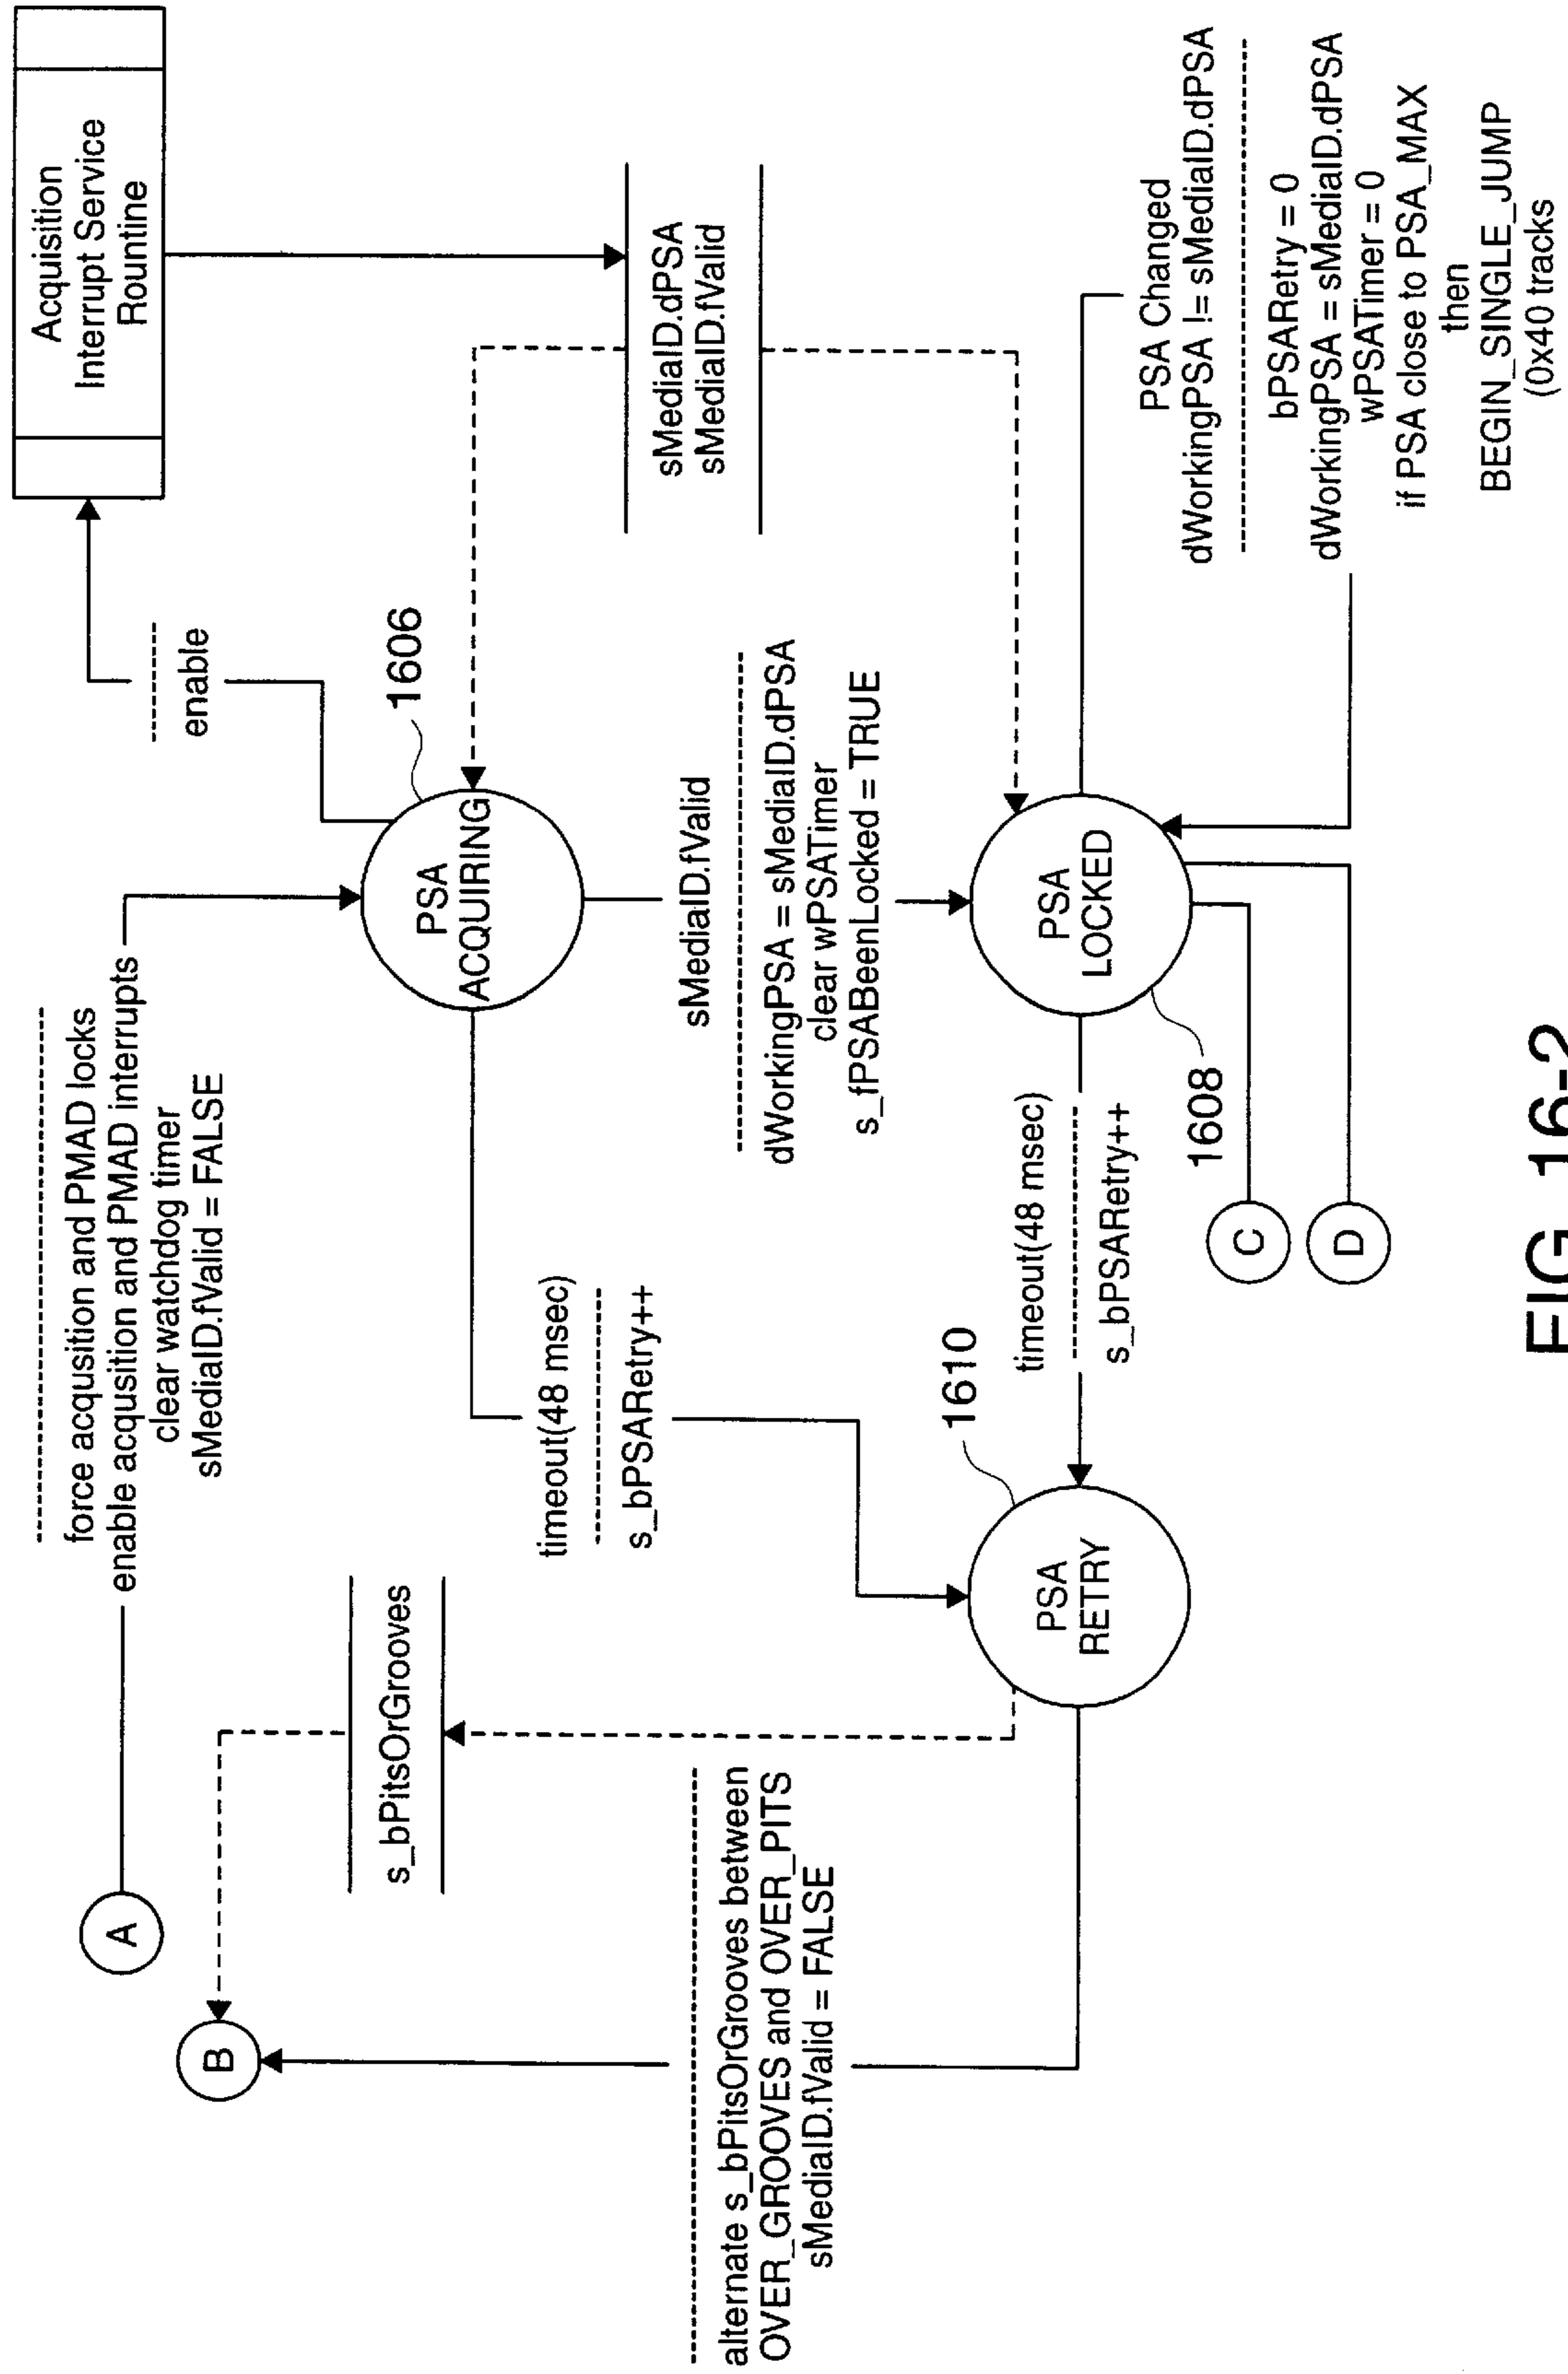 A
force acqusition and PMAD locks
enable acqusition and PMAD interrupts
clear watchdog timer
sMediaID.fValid = FALSE
enable
Acquisition
Interrupt Service
Rountine
B
s_bPitsOrGrooves
PSA
ACQUIRING
1606
sMediaID.dPSA
sMediaID.fValid
timeout(48 msec)
s_bPSARetry++
sMediaID.fValid
dWorkingPSA = sMediaID.dPSA
clear wPSATimer
s_fPSABeenLocked = TRUE
alternate s_bPitsOrGrooves between
OVER_GROOVES and OVER_PITS
sMediaID.fValid = FALSE
PSA
RETRY
1610
timeout(48 msec)
s_bPSARetry++
PSA
LOCKED
1608
C
D
PSA Changed
dWorkingPSA != sMediaID.dPSA
bPSARetry = 0
dWorkingPSA = sMediaID.dPSA
wPSATimer = 0
if PSA close to PSA_MAX
then
BEGIN_SINGLE_JUMP
(0x40 tracks
FIG. 16-2